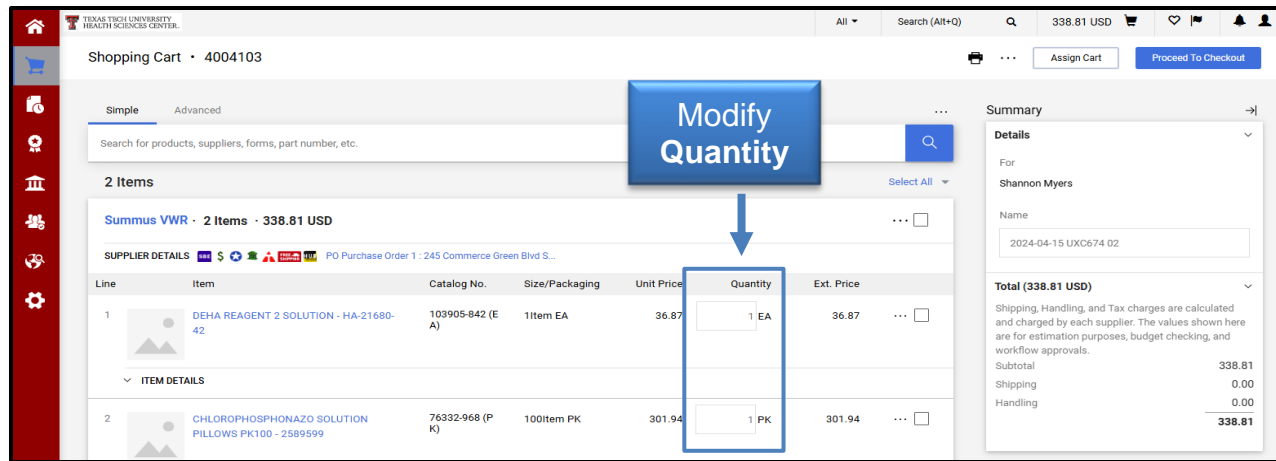 TEXAS TECH UNIVERSITY
HEALTH SCIENCES CENTER.
All
Search (Alt+Q)
338.81 USD
Shopping Cart • 4004103
...
Assign Cart
Proceed To Checkout
Simple
Advanced
...
Search for products, suppliers, forms, part number, etc.
Modify
Quantity
2 Items
Select All
Summus VWR · 2 Items · 338.81 USD
...
SUPPLIER DETAILS SBE $ FREE SHIPPING HUB PO Purchase Order 1 : 245 Commerce Green Blvd S...
Line Item Catalog No. Size/Packaging Unit Price Quantity Ext. Price
1 DEHA REAGENT 2 SOLUTION - HA-21680- 103905-842 (E 1Item EA 36.87 1 EA 36.87 ...
42 A)
ITEM DETAILS
2 CHLOROPHOSPHONAZO SOLUTION 76332-968 (P 100Item PK 301.94 1 PK 301.94 ...
PILLOWS PK100 - 2589599 K)
Summary
Details
For
Shannon Myers
Name
2024-04-15 UXC674 02
Total (338.81 USD)
Shipping, Handling, and Tax charges are calculated
and charged by each supplier. The values shown here
are for estimation purposes, budget checking, and
workflow approvals.
Subtotal 338.81
Shipping 0.00
Handling 0.00
338.81